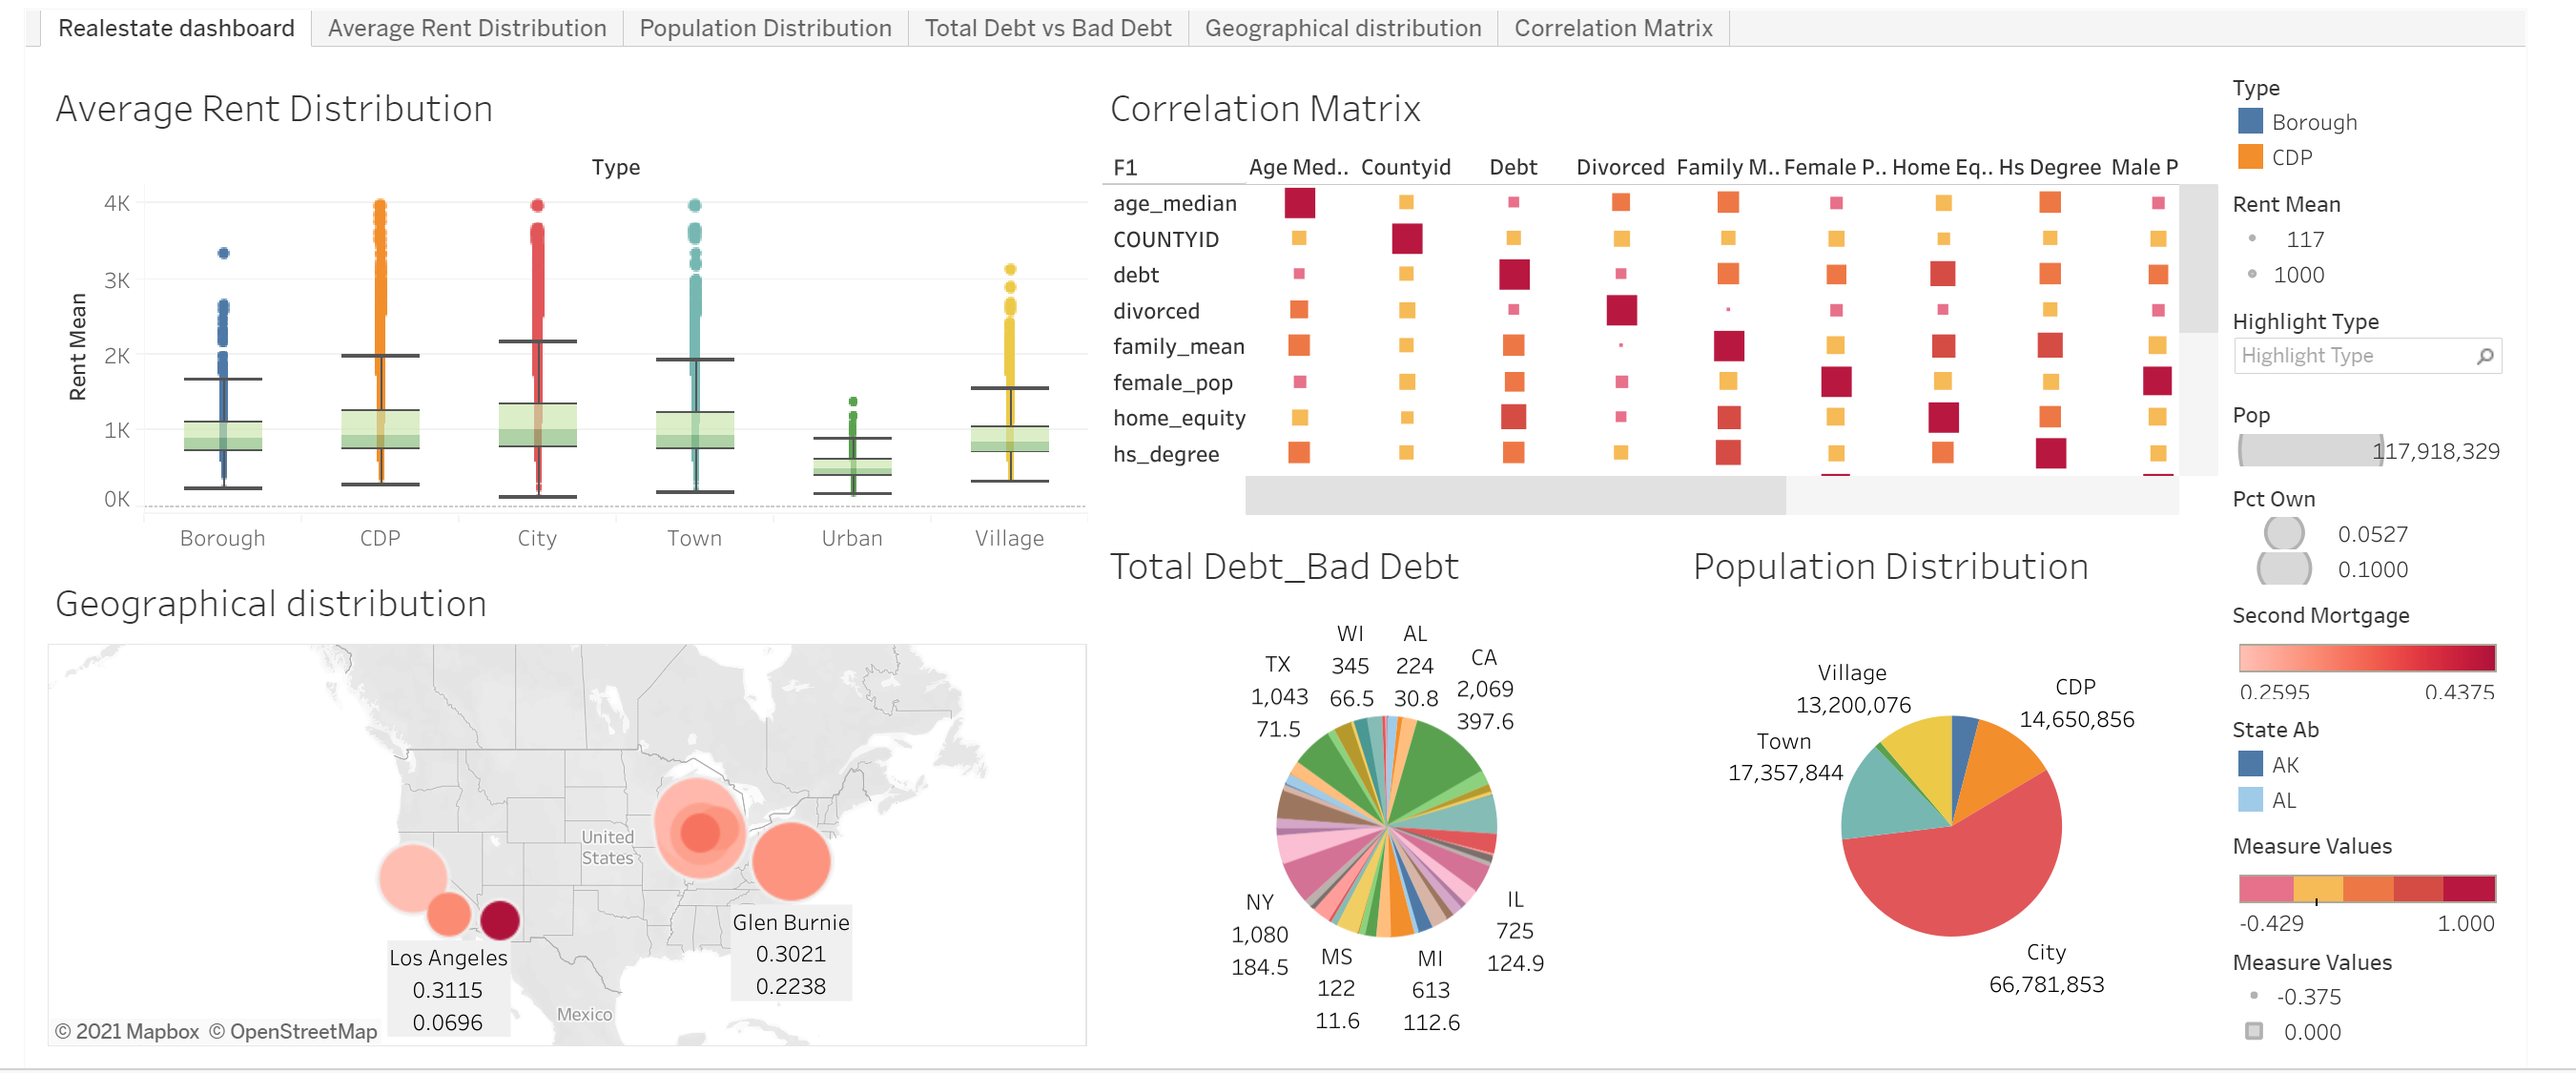 Realestate dashboard
Average Rent Distribution
Population Distribution
Total Debt vs Bad Debt
Geographical distribution
Correlation Matrix
Average Rent Distribution
Type
Rent Mean
4K
3K
2K
1K
0K
Borough
CDP
City
Town
Urban
Village
Correlation Matrix
F1 Age Med.. Countyid Debt Divorced Family M.. Female P.. Home Eq.. Hs Degree Male P
age_median
COUNTYID
debt
divorced
family_mean
female_pop
home_equity
hs_degree
Geographical distribution
United
States
Mexico
Los Angeles
0.3115
0.0696
Glen Burnie
0.3021
0.2238
© 2021 Mapbox © OpenStreetMap
Total Debt_Bad Debt
WI
345
66.5
AL
224
30.8
CA
2,069
397.6
TX
1,043
71.5
NY
1,080
184.5
MS
122
11.6
MI
613
112.6
IL
725
124.9
Population Distribution
Village
13,200,076
CDP
14,650,856
Town
17,357,844
City
66,781,853
Type
Borough
CDP
Rent Mean
117
1000
Highlight Type
Highlight Type
Pop
117,918,329
Pct Own
0.0527
0.1000
Second Mortgage
0.2595 0.4375
State Ab
AK
AL
Measure Values
-0.429 1.000
Measure Values
-0.375
0.000